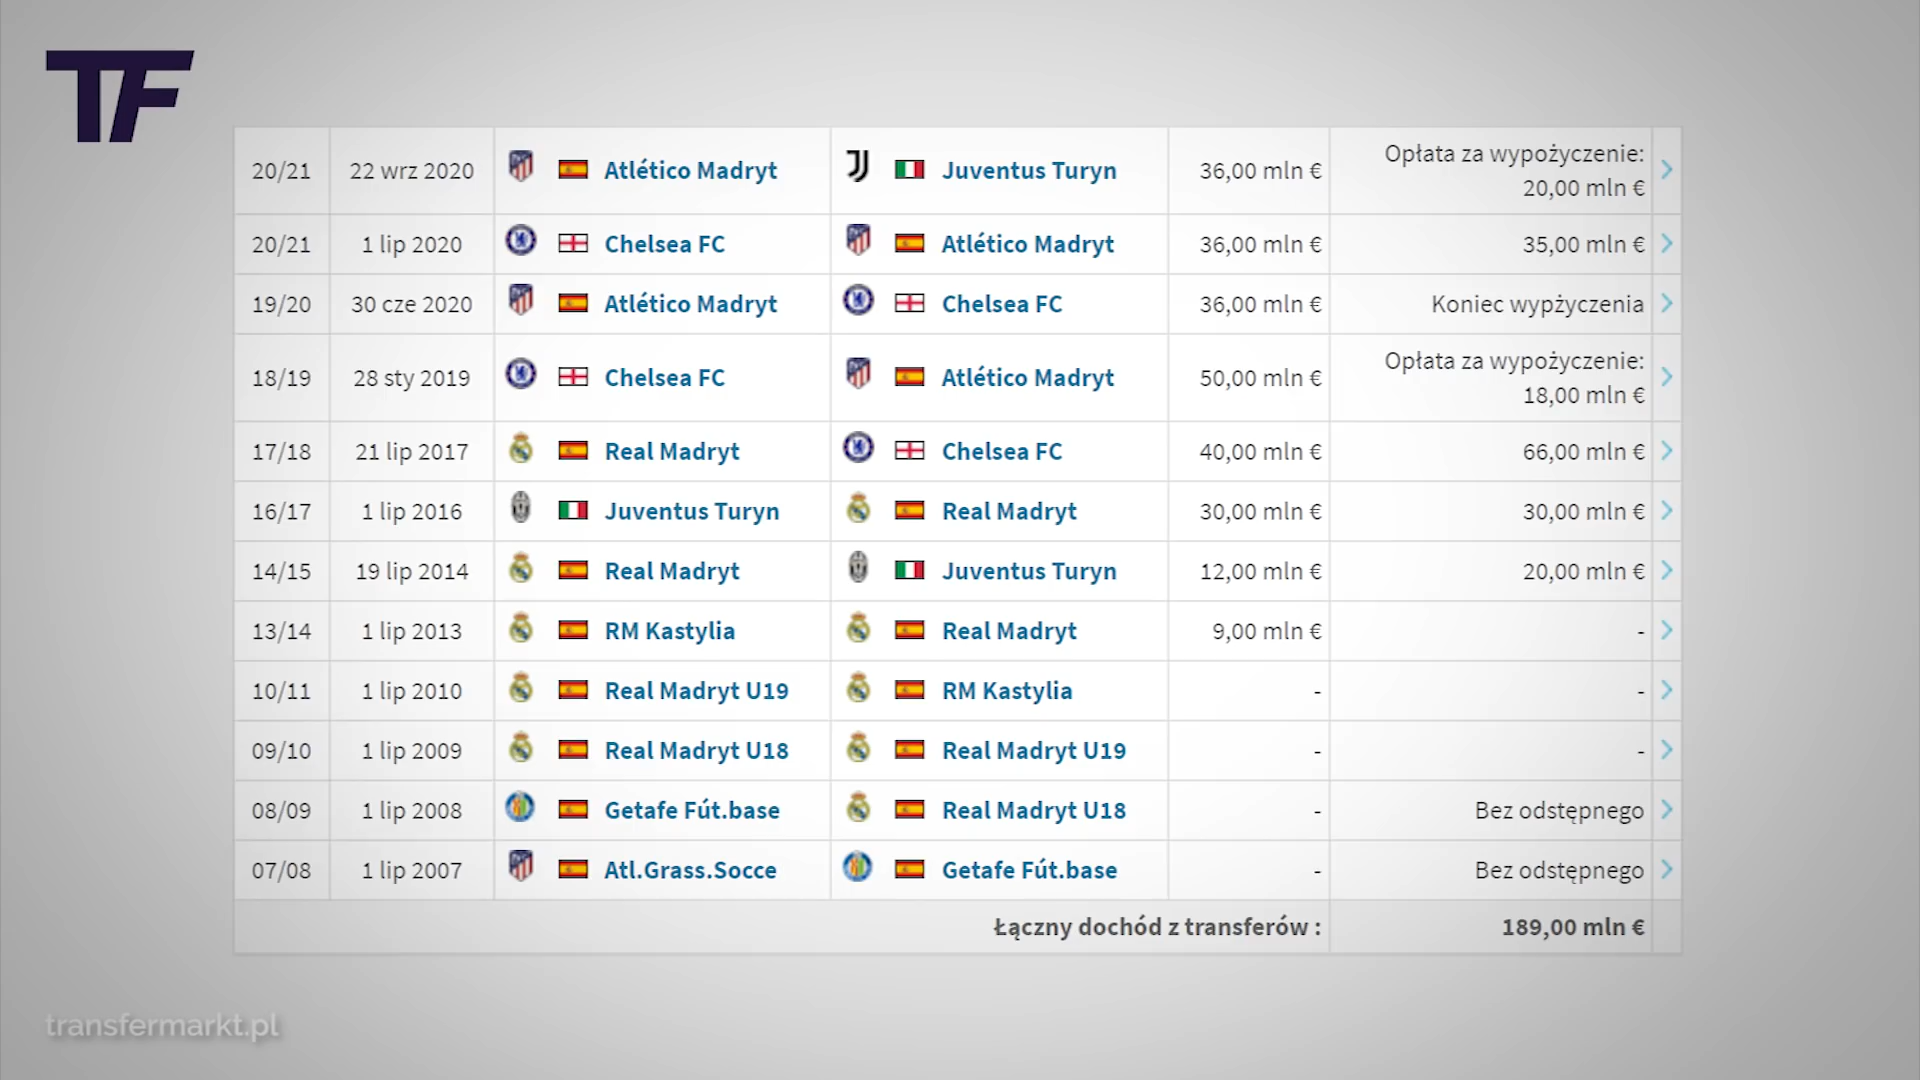 TF
20/21 22 wrz 2020 Atlético Madryt Juventus Turyn 36,00 mln € Opłata za wypożyczenie:
20,00 mln €
20/21 1 lip 2020 Chelsea FC Atlético Madryt 36,00 mln € 35,00 mln €
19/20 30 cze 2020 Atlético Madryt Chelsea FC 36,00 mln € Koniec wypżyczenia
18/19 28 sty 2019 Chelsea FC Atlético Madryt 50,00 mln € Opłata za wypożyczenie:
18,00 mln €
17/18 21 lip 2017 Real Madryt Chelsea FC 40,00 mln € 66,00 mln €
16/17 1 lip 2016 Juventus Turyn Real Madryt 30,00 mln € 30,00 mln €
14/15 19 lip 2014 Real Madryt Juventus Turyn 12,00 mln € 20,00 mln €
13/14 1 lip 2013 RM Kastylia Real Madryt 9,00 mln € -
10/11 1 lip 2010 Real Madryt U19 RM Kastylia - -
09/10 1 lip 2009 Real Madryt U18 Real Madryt U19 - -
08/09 1 lip 2008 Getafe Fút.base Real Madryt U18 - Bez odstępnego
07/08 1 lip 2007 Atl.Grass.Socce Getafe Fút.base - Bez odstępnego
Łączny dochód z transferów : 189,00 mln €
transfermarkt.pl